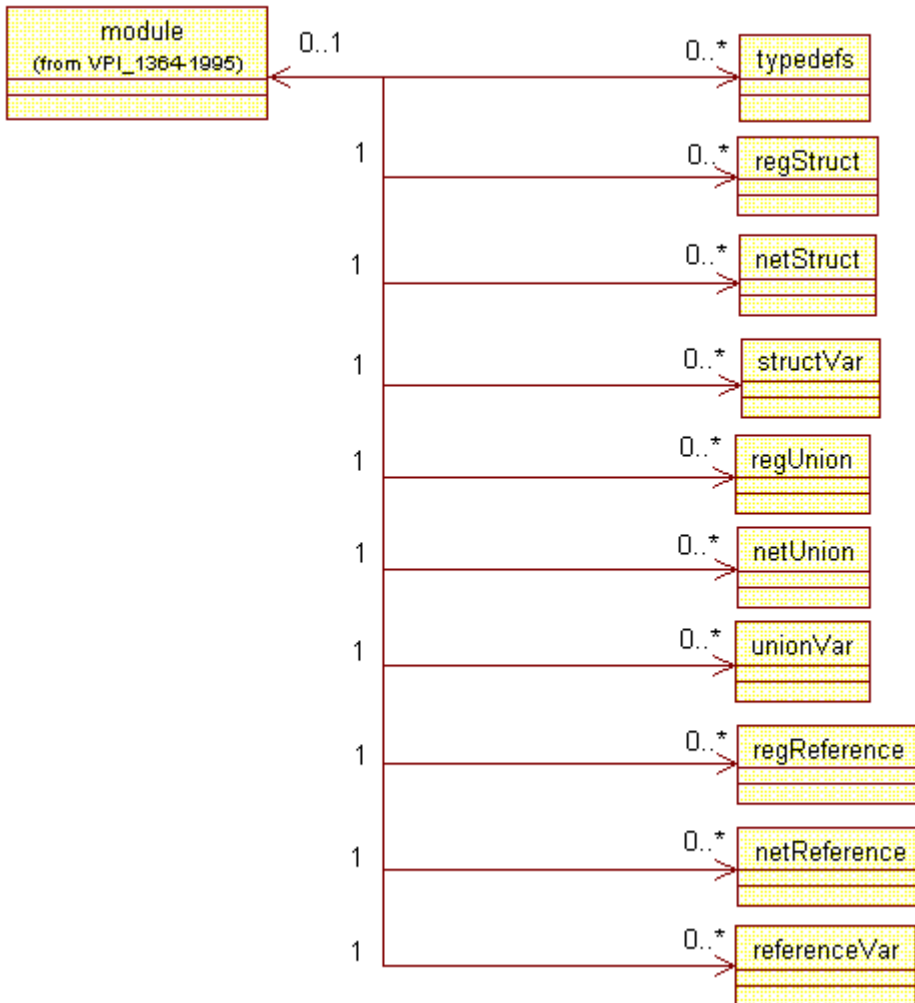 module
(from VPI_1364-1995)
0..1
0..*
typedefs
1
0..*
regStruct
1
0..*
netStruct
1
0..*
structVar
1
0..*
regUnion
1
0..*
netUnion
1
0..*
unionVar
1
0..*
regReference
1
0..*
netReference
1
0..*
referenceVar